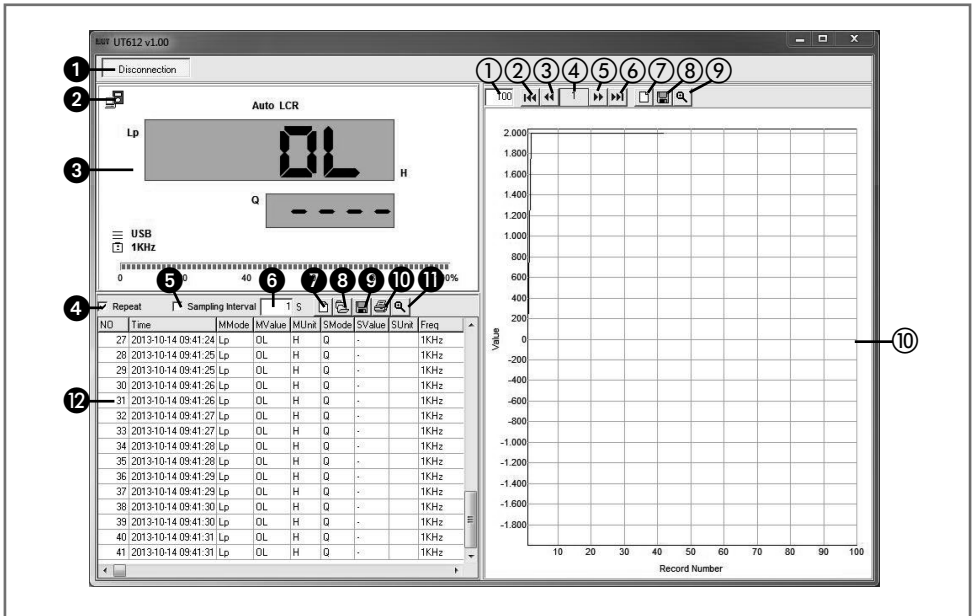 UT612 v1.00
❶ Disconnection
❷
Auto LCR
Lp
OL
H
❸
Q
- - - -
USB
1KHz
0 40 0%
❹ Repeat ❺ Sampling Interval ❻ 1 S ❼ ❽ ❾ ❿ ⓫
NO Time MMode MValue MUnit SMode SValue SUnit Freq
27 2013-10-14 09:41:24 Lp OL H Q - 1KHz
28 2013-10-14 09:41:25 Lp OL H Q - 1KHz
29 2013-10-14 09:41:25 Lp OL H Q - 1KHz
30 2013-10-14 09:41:26 Lp OL H Q - 1KHz
⓬ 31 2013-10-14 09:41:26 Lp OL H Q - 1KHz
32 2013-10-14 09:41:27 Lp OL H Q - 1KHz
33 2013-10-14 09:41:27 Lp OL H Q - 1KHz
34 2013-10-14 09:41:28 Lp OL H Q - 1KHz
35 2013-10-14 09:41:28 Lp OL H Q - 1KHz
36 2013-10-14 09:41:29 Lp OL H Q - 1KHz
37 2013-10-14 09:41:29 Lp OL H Q - 1KHz
38 2013-10-14 09:41:30 Lp OL H Q - 1KHz
39 2013-10-14 09:41:30 Lp OL H Q - 1KHz
40 2013-10-14 09:41:31 Lp OL H Q - 1KHz
41 2013-10-14 09:41:31 Lp OL H Q - 1KHz
① ② ③ ④ ⑤ ⑥ ⑦ ⑧ ⑨
100 1
2.000
1.800
1.600
1.400
1.200
1.000
800
600
400
200
0
-200
-400
-600
-800
-1.000
-1.200
-1.400
-1.600
-1.800
Value
⑩
10 20 30 40 50 60 70 80 90 100
Record Number